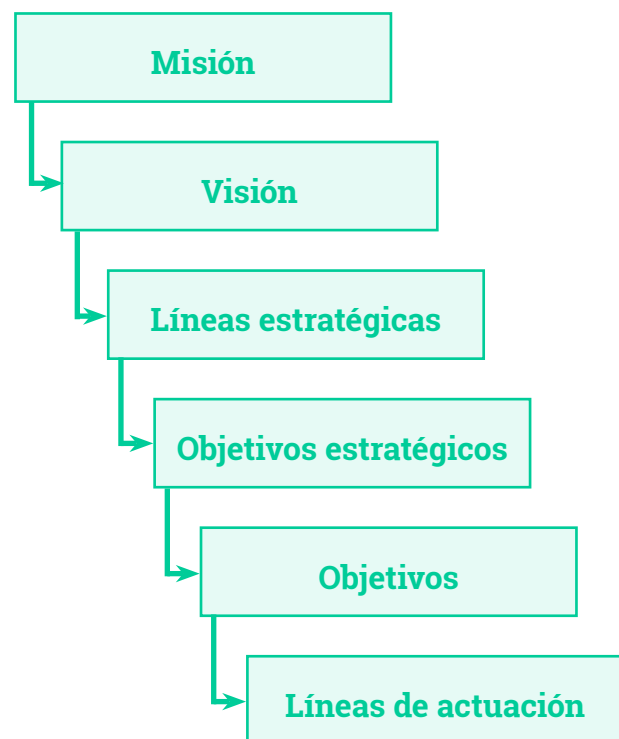 Misión
Visión
Líneas estratégicas
Objetivos estratégicos
Objetivos
Líneas de actuación